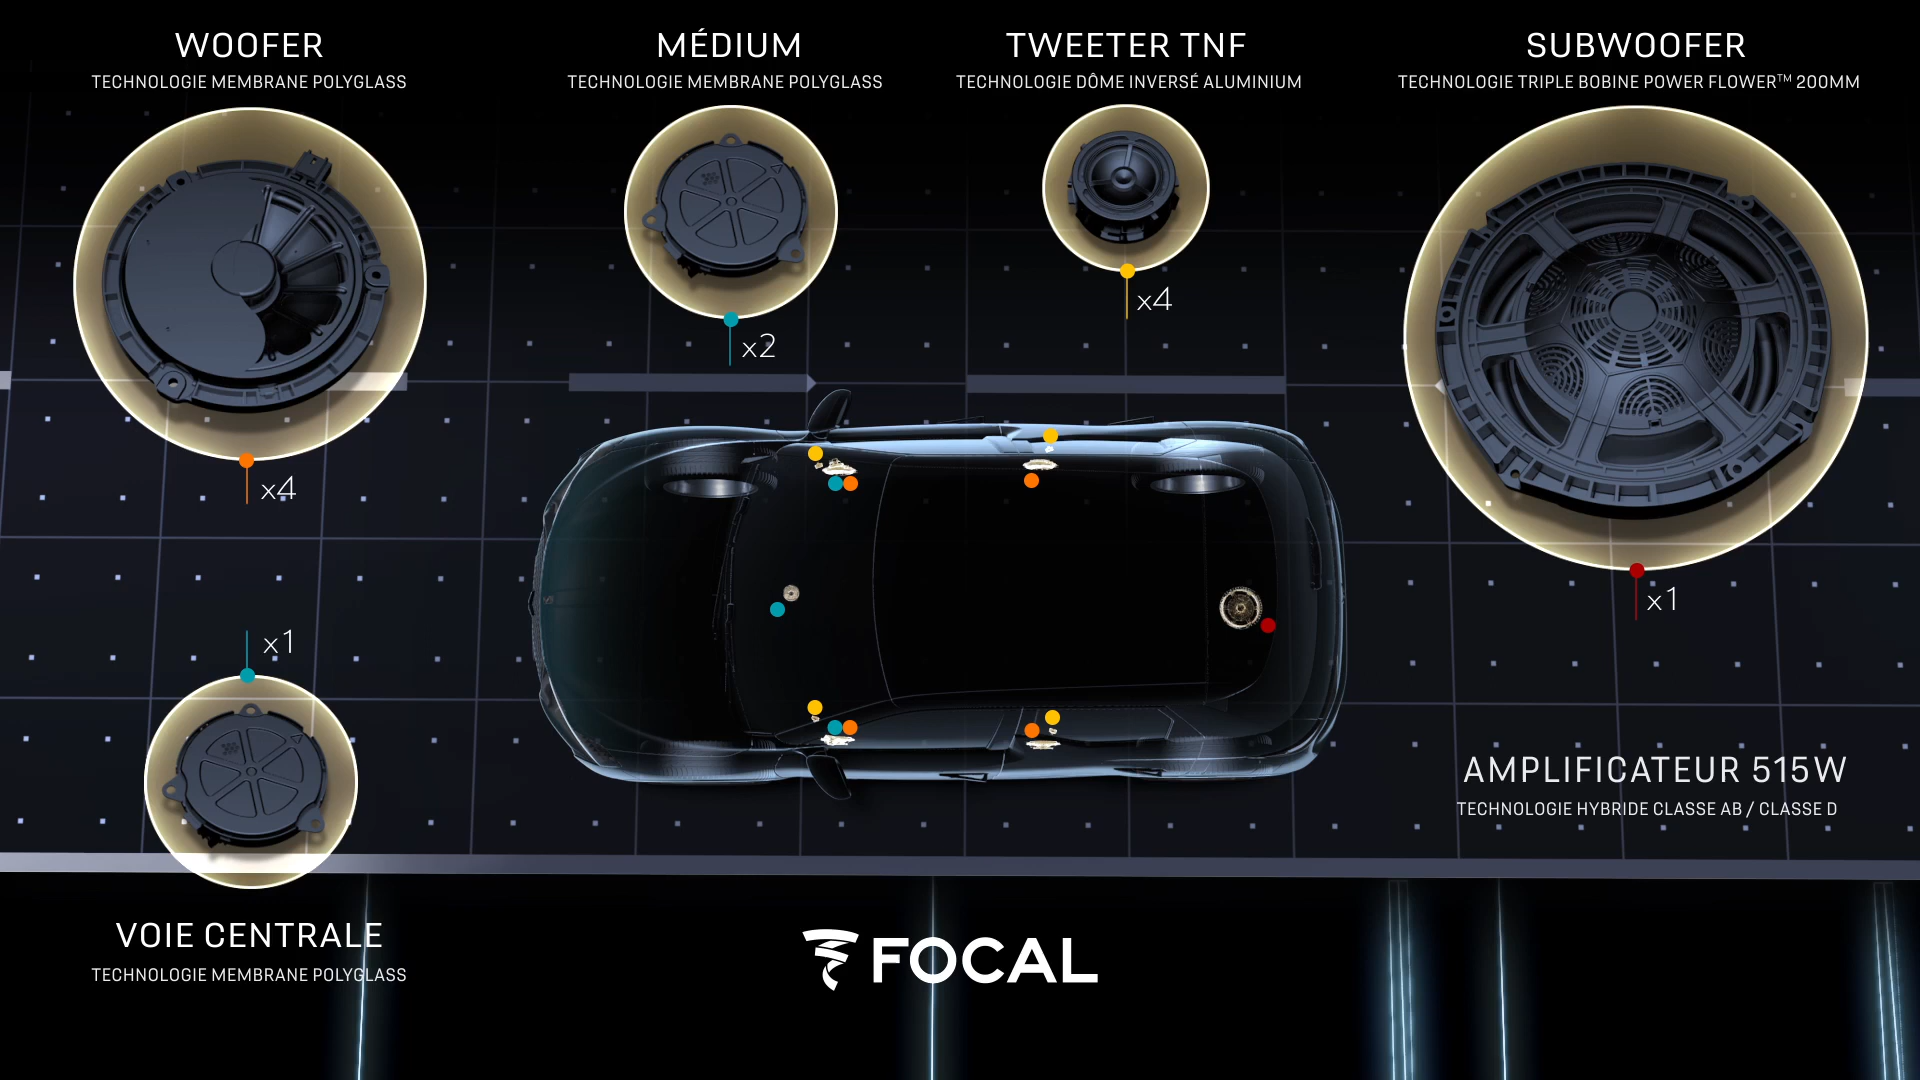 WOOFER
TECHNOLOGIE MEMBRANE POLYGLASS
x4
MÉDIUM
TECHNOLOGIE MEMBRANE POLYGLASS
x2
TWEETER TNF
TECHNOLOGIE DÔME INVERSÉ ALUMINIUM
x4
SUBWOOFER
TECHNOLOGIE TRIPLE BOBINE POWER FLOWER™ 200MM
x1
x1
VOIE CENTRALE
TECHNOLOGIE MEMBRANE POLYGLASS
AMPLIFICATEUR 515W
TECHNOLOGIE HYBRIDE CLASSE AB / CLASSE D
FOCAL